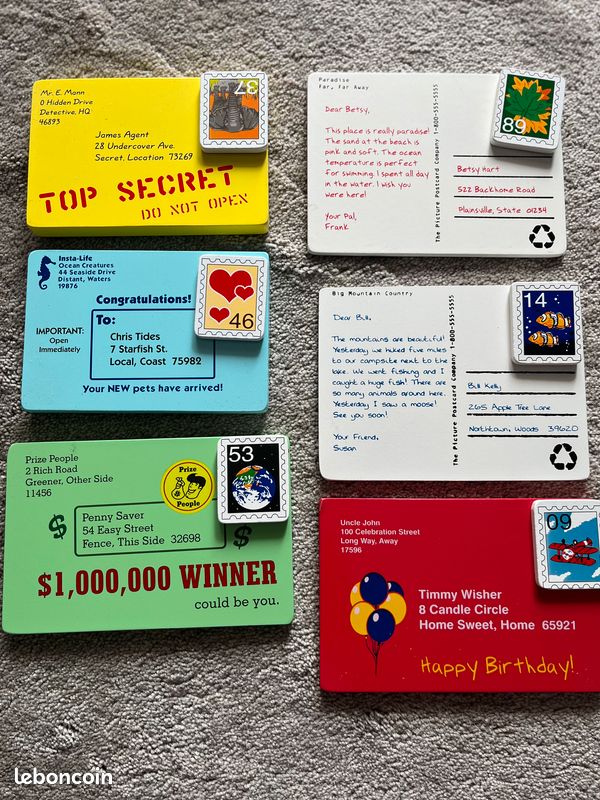 Mr. E. Mann
0 Hidden Drive
Detective, HQ
46893
James Agent
28 Undercover Ave.
Secret, Location 73269
TOP SECRET
DO NOT OPEN
37
Insta-Life
Ocean Creatures
44 Seaside Drive
Distant, Waters
19876
Congratulations!
IMPORTANT:
Open
Immediately
To:
Chris Tides
7 Starfish St.
Local, Coast 75982
Your NEW pets have arrived!
46
Prize People
2 Rich Road
Greener, Other Side
11456
Prize
People
53
$
Penny Saver
54 Easy Street
Fence, This Side 32698
$
$1,000,000 WINNER
could be you.
Paradise
Far, Far Away
Dear Betsy,
This place is really paradise!
The sand at the beach is
pink and soft. The ocean
temperature is perfect
for swimming. I spent all day
in the water. I wish you
were here!
Your Pal,
Frank
The Picture Postcard Company 1-800-555-5555
89
Betsy Hart
522 Backhome Road
Plainsville, State 01234
Big Mountain Country
Dear Bill,
The mountains are beautiful!
Yesterday we hiked five miles
to our campsite next to the
lake. We went fishing and I
caught a huge fish! There are
so many animals around here.
Yesterday I saw a moose!
See you soon!
Your Friend,
Susan
The Picture Postcard Company 1-800-555-5555
14
Bill Kelly
265 Apple Tree Lane
Northtown, Woods 39620
Uncle John
100 Celebration Street
Long Way, Away
17596
09
Timmy Wisher
8 Candle Circle
Home Sweet, Home 65921
Happy Birthday!
leboncoin